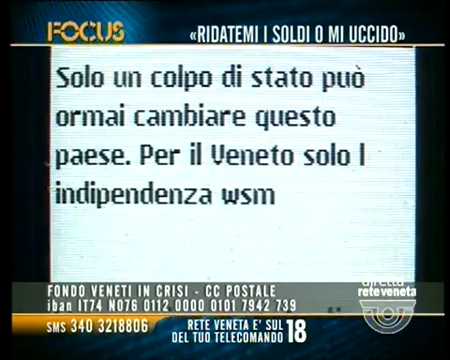 FOCUS
«RIDATEMI I SOLDI O MI UCCIDO»
Solo un colpo di stato può
ormai cambiare questo
paese. Per il Veneto solo l
indipendenza wsm
FONDO VENETI IN CRISI - CC POSTALE
iban IT74 N076 0112 0000 0101 7942 739
diretta
reteveneta
SMS 340 3218806
RETE VENETA E' SUL
DEL TUO TELECOMANDO 18